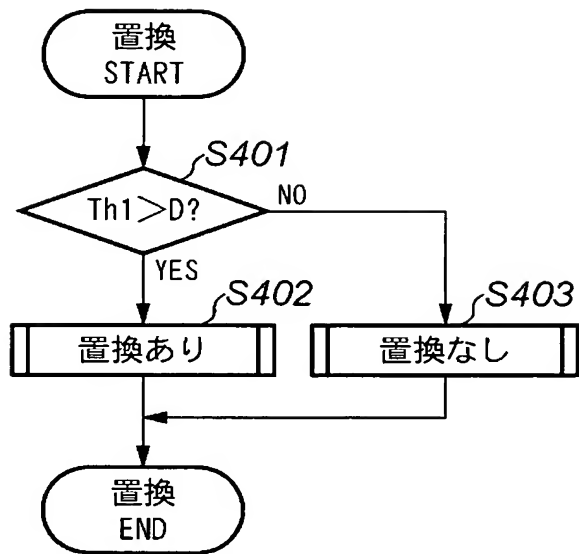 置換
START
S401
Th1>D?
NO
YES
S402
S403
置換あり
置換なし
置換
END